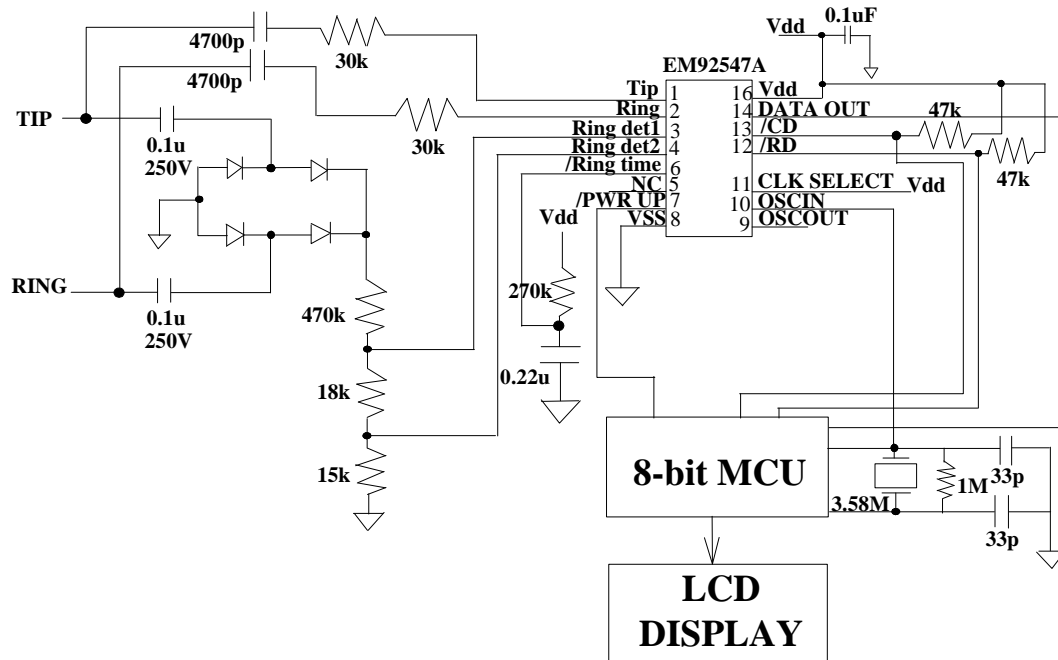 Vdd
0.1uF
4700p
30k
4700p
30k
EM92547A
TIP
0.1u
250V
Tip
1
16
Vdd
Ring
2
14
DATA OUT
Ring det1
3
13
/CD
47k
Ring det2
4
12
/RD
47k
/Ring time
6
NC
5
11
CLK SELECT
Vdd
/PWR UP
7
10
OSCIN
VSS
8
9
OSCOUT
Vdd
RING
0.1u
250V
470k
270k
0.22u
18k
15k
8-bit MCU
3.58M
1M
33p
33p
LCD
DISPLAY